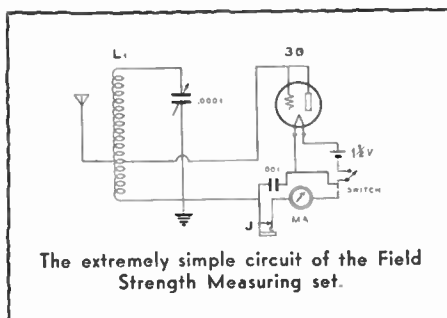 L1
30
.0001
1½V
.001
SWITCH
MA
J
The extremely simple circuit of the Field
Strength Measuring set.